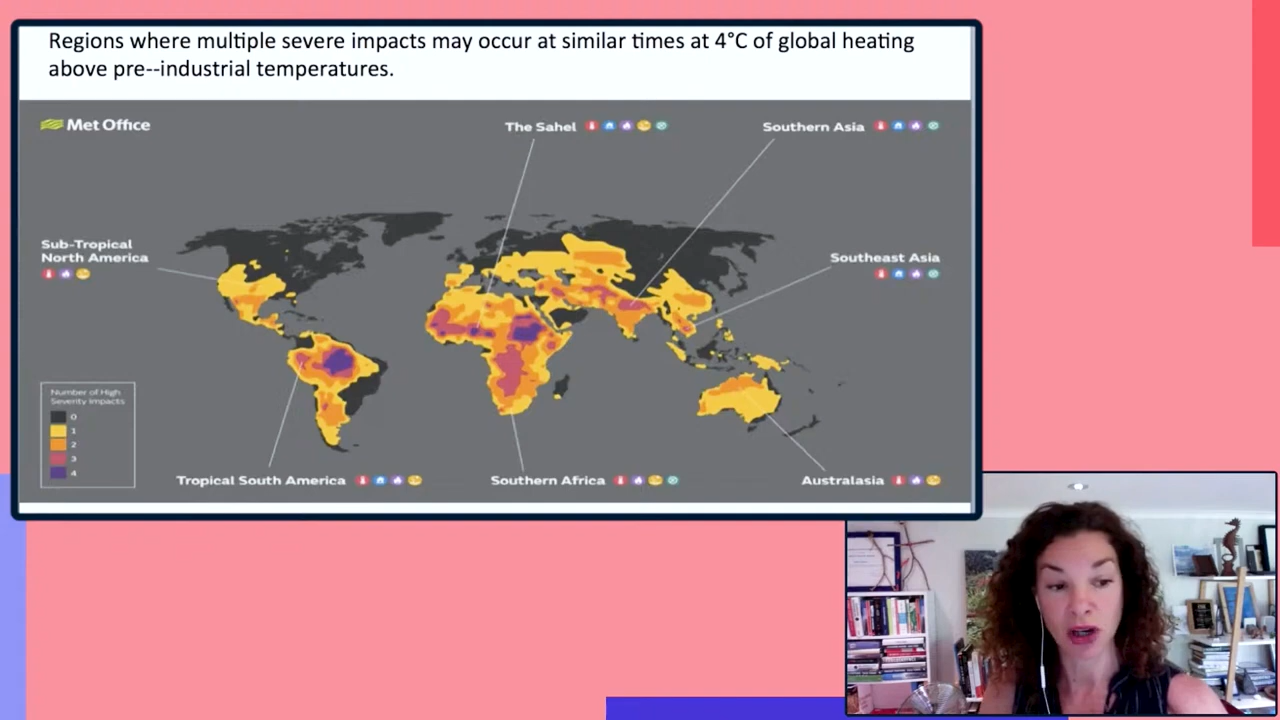 Regions where multiple severe impacts may occur at similar times at 4°C of global heating
above pre--industrial temperatures.
Met Office
The Sahel
Southern Asia
Sub-Tropical
North America
Southeast Asia
Number of High
Severity Impacts
0
1
2
3
4
Tropical South America
Southern Africa
Australasia